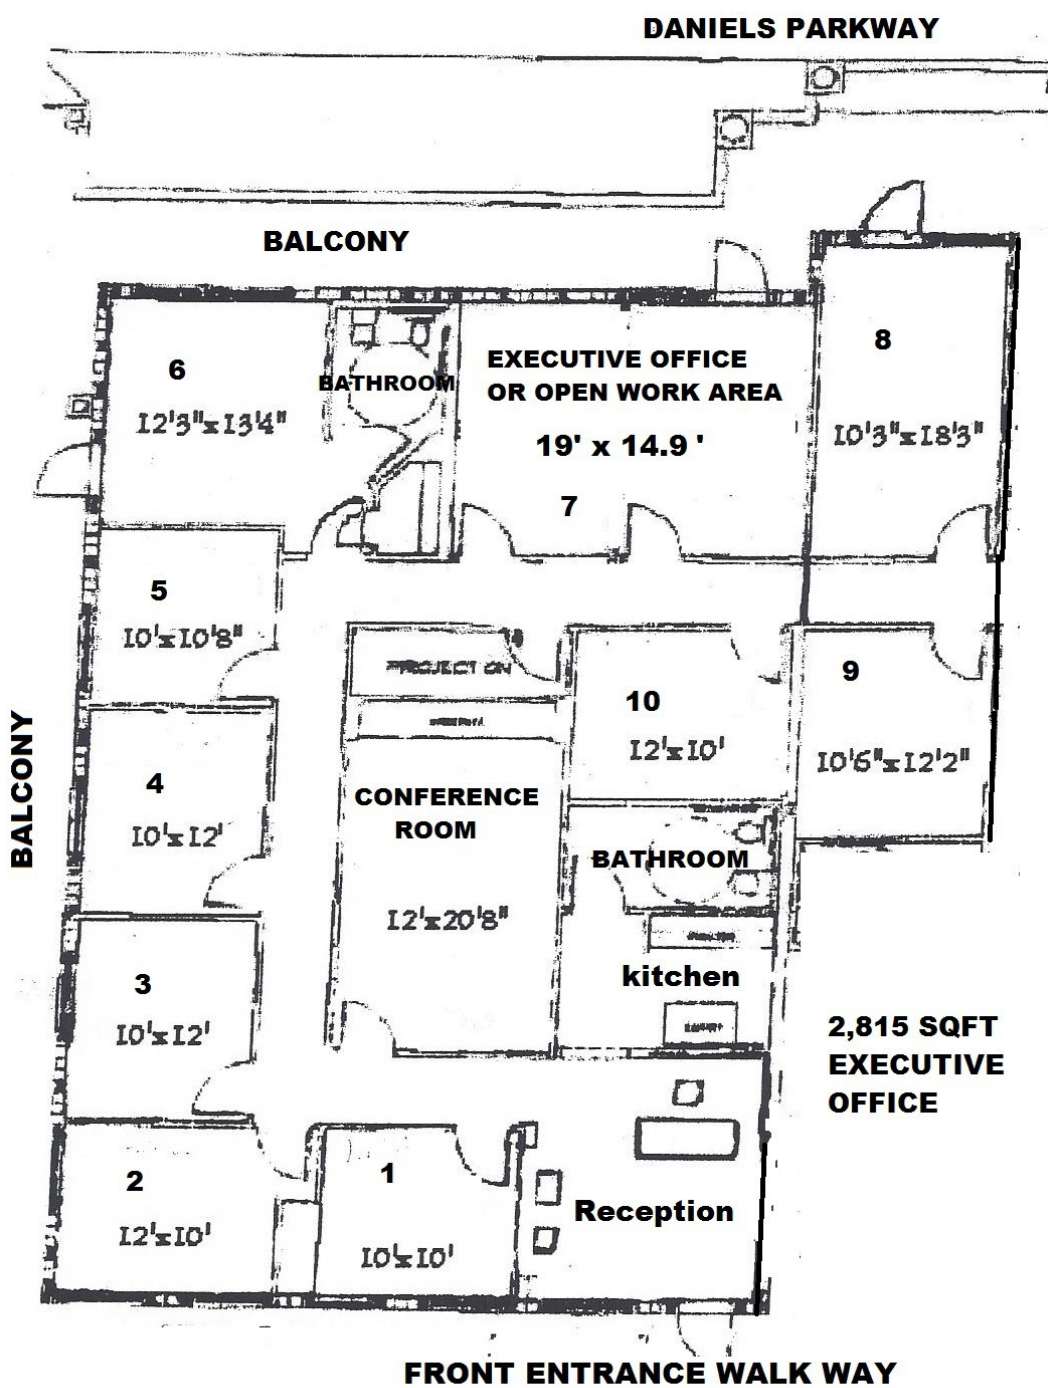 DANIELS PARKWAY
BALCONY
8
6
EXECUTIVE OFFICE
OR OPEN WORK AREA
BATHROOM
12'3"x13'4"
10'3"x18'3"
19' x 14.9 '
7
5
10'x10'8"
PROJECTION
9
10
12'x10'
10'6"x12'2"
BALCONY
4
10'x12'
CONFERENCE
ROOM
BATHROOM
12'x20'8"
kitchen
3
10'x12'
2,815 SQFT
EXECUTIVE
OFFICE
2
1
12'x10'
10'x10'
Reception
FRONT ENTRANCE WALK WAY